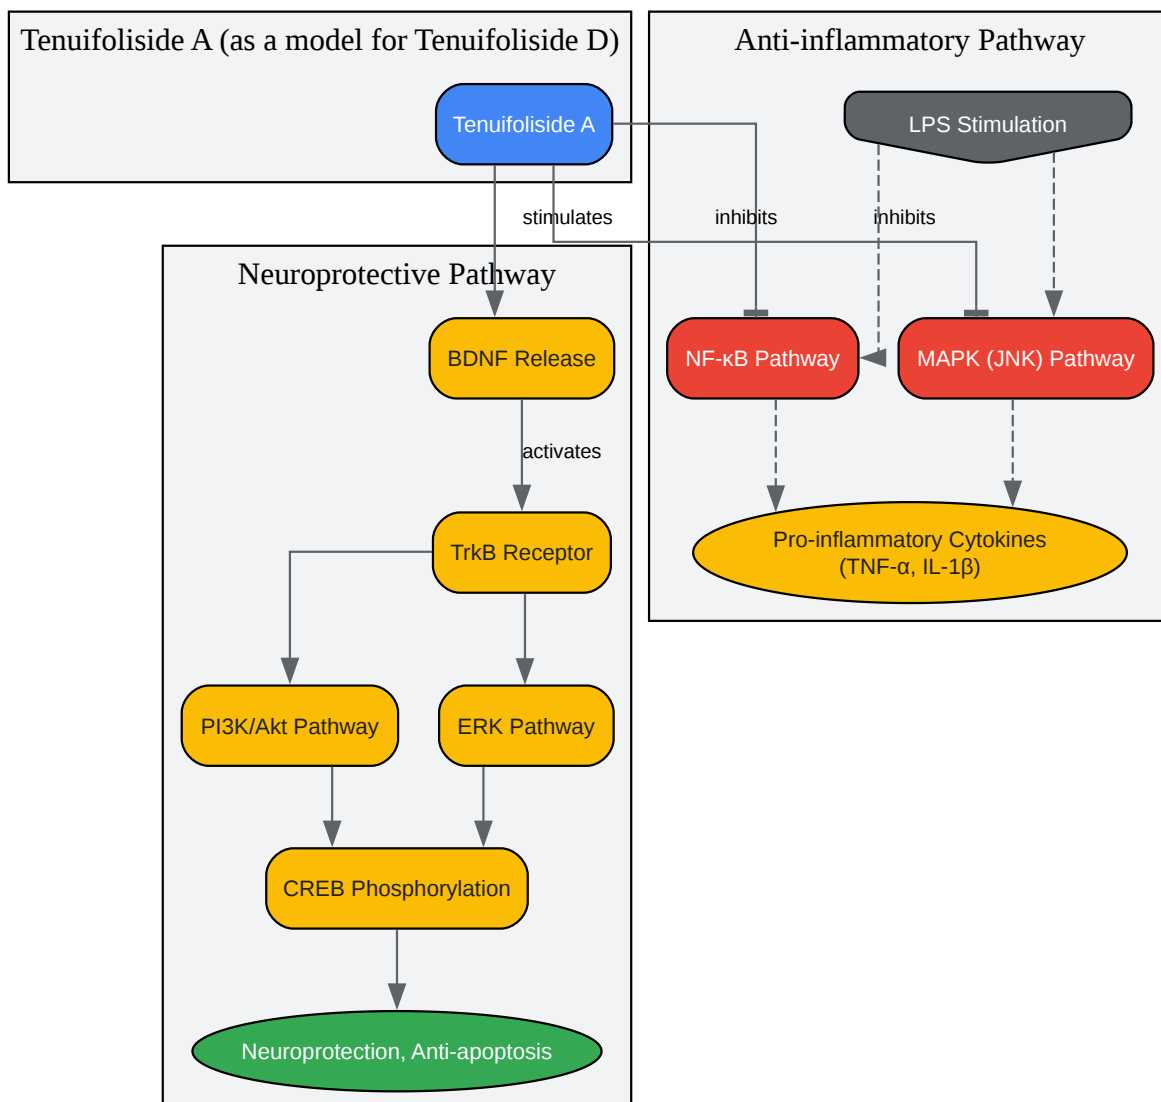 Tenuifoliside A (as a model for Tenuifoliside D)
Anti-inflammatory Pathway
Tenuifoliside A
LPS Stimulation
stimulates
inhibits
inhibits
Neuroprotective Pathway
BDNF Release
NF-κB Pathway
MAPK (JNK) Pathway
activates
TrkB Receptor
Pro-inflammatory Cytokines
(TNF-α, IL-1β)
PI3K/Akt Pathway
ERK Pathway
CREB Phosphorylation
Neuroprotection, Anti-apoptosis